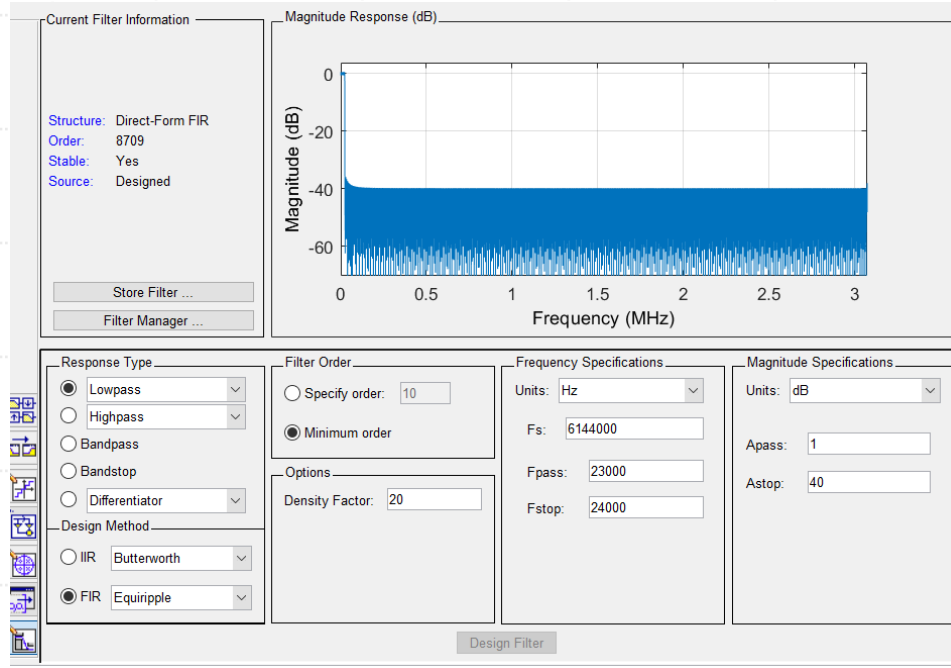 Current Filter Information
Structure: Direct-Form FIR
Order: 8709
Stable: Yes
Source: Designed
Store Filter ...
Filter Manager ...
Magnitude Response (dB)
Magnitude (dB)
0
-20
-40
-60
0 0.5 1 1.5 2 2.5 3
Frequency (MHz)
Response Type
Lowpass
Highpass
Bandpass
Bandstop
Differentiator
Design Method
IIR Butterworth
FIR Equiripple
Filter Order
Specify order: 10
Minimum order
Options
Density Factor: 20
Frequency Specifications
Units: Hz
Fs: 6144000
Fpass: 23000
Fstop: 24000
Magnitude Specifications
Units: dB
Apass: 1
Astop: 40
Design Filter